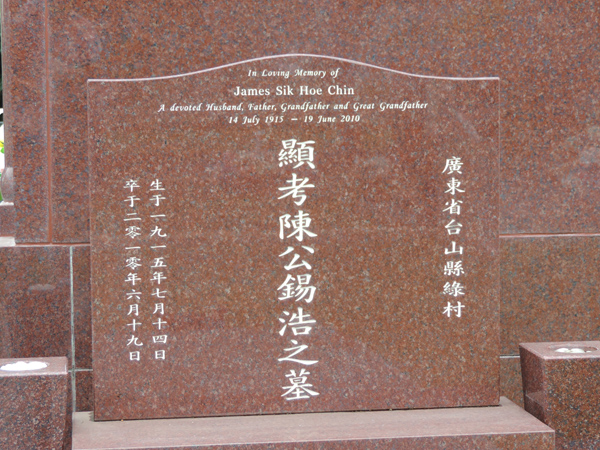 In Loving Memory of
James Sik Hoe Chin
A devoted Husband, Father, Grandfather and Great Grandfather
14 July 1915 – 19 June 2010
廣東省台山縣綠村
顯考陳公錫浩之墓
生于一九一五年七月十四日
卒于二零一零年六月十九日